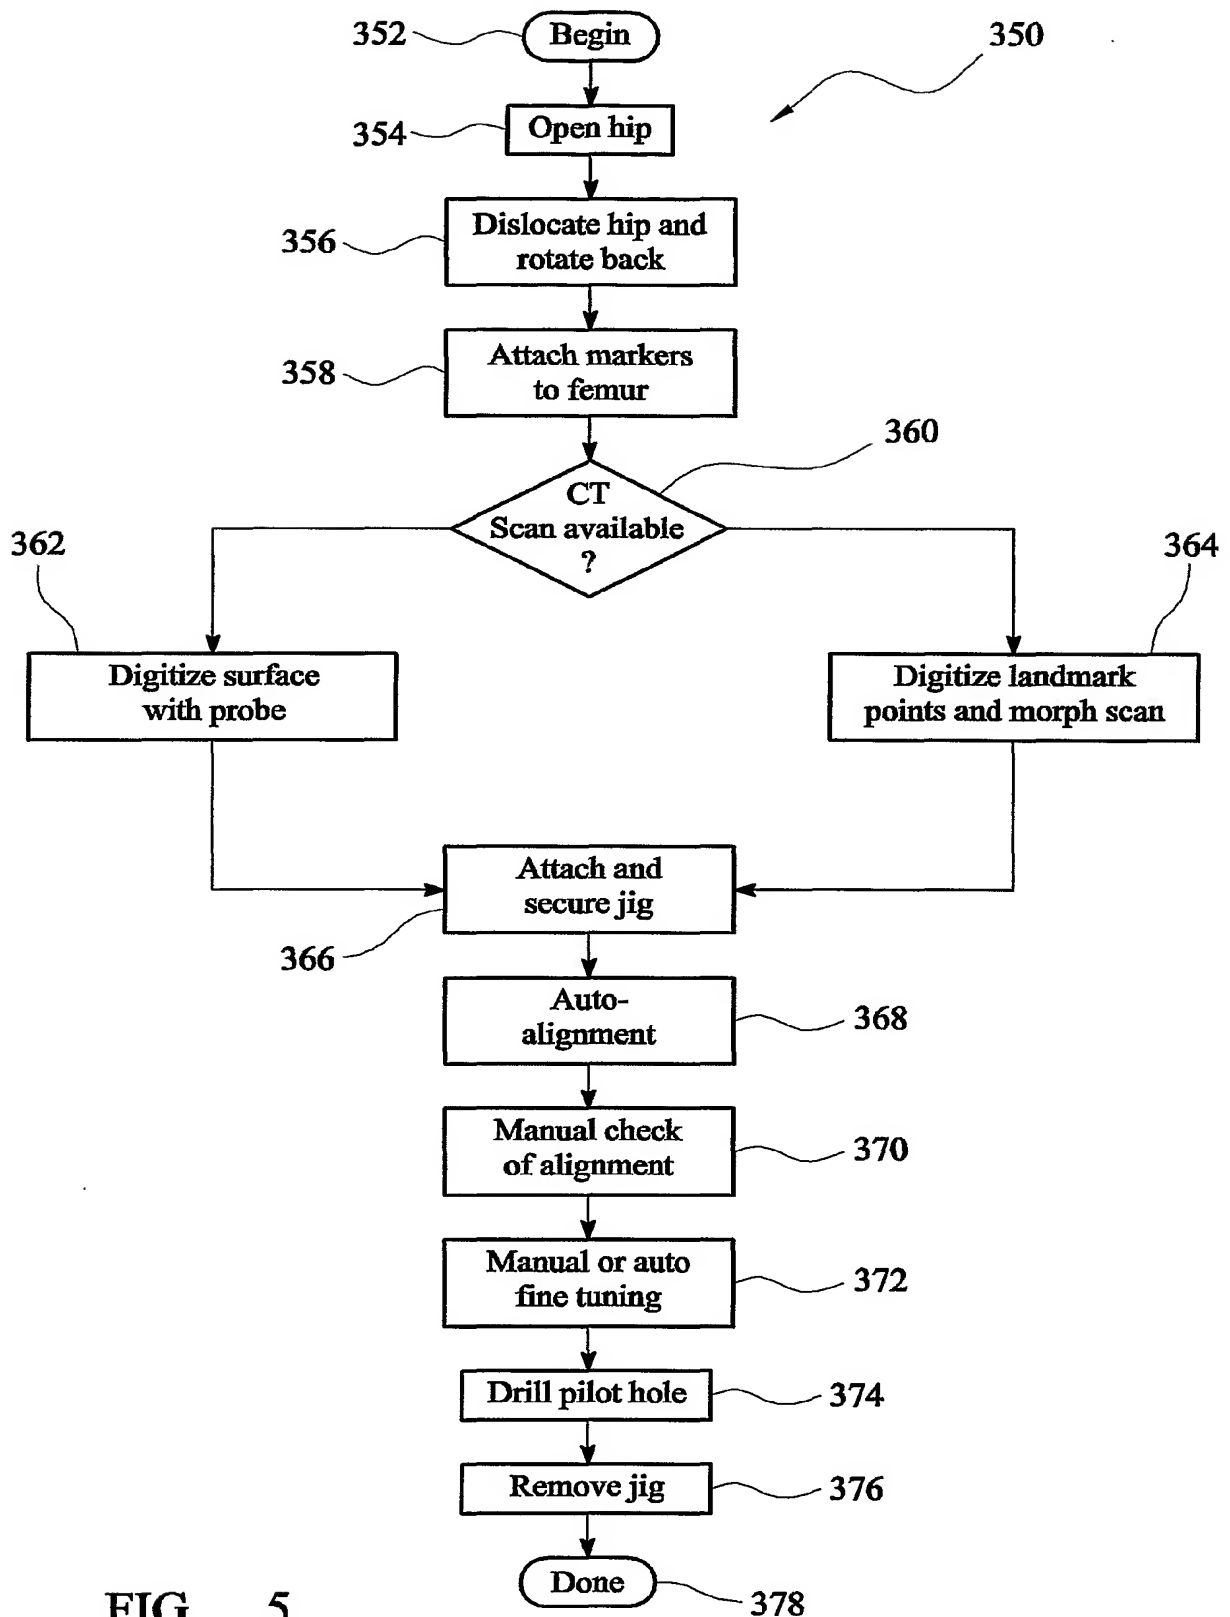 352
Begin
350
354
Open hip
356
Dislocate hip and
rotate back
358
Attach markers
to femur
360
CT
Scan available
?
362
364
Digitize surface
with probe
Digitize landmark
points and morph scan
Attach and
secure jig
366
Auto-
alignment
368
Manual check
of alignment
370
Manual or auto
fine tuning
372
Drill pilot hole
374
Remove jig
376
Done
378
FIG. 5